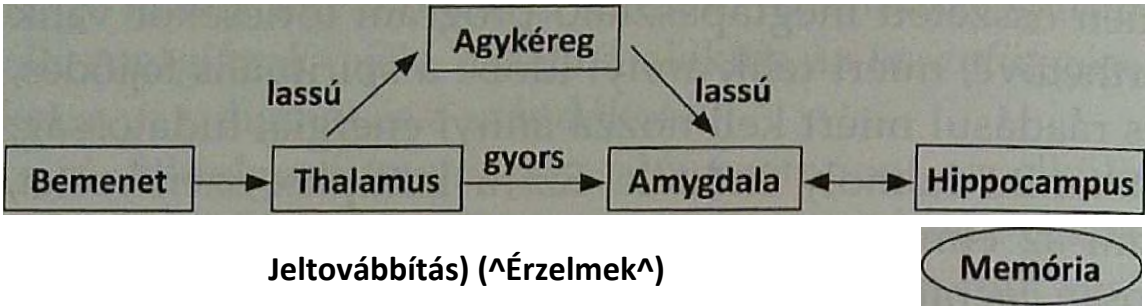 Agykéreg
lassú
lassú
gyors
Bemenet
Thalamus
Amygdala
Hippocampus
Jeltovábbítás) (^Érzelmek^)
Memória